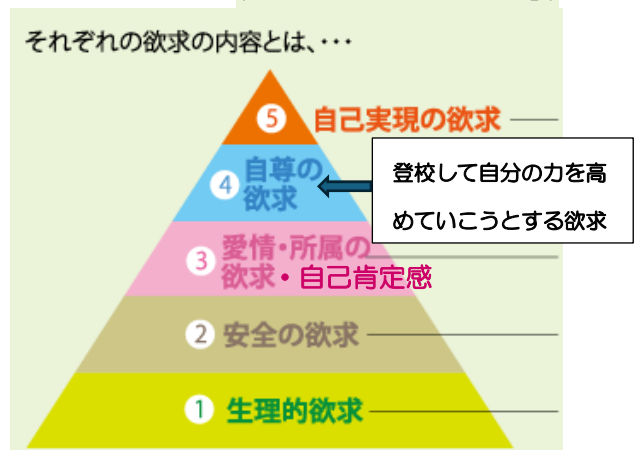 それぞれの欲求の内容とは、・・・
5 自己実現の欲求
登校して自分の力を高
めていこうとする欲求
4 自尊の
欲求
3 愛情・所属の
欲求・自己肯定感
2 安全の欲求
1 生理的欲求